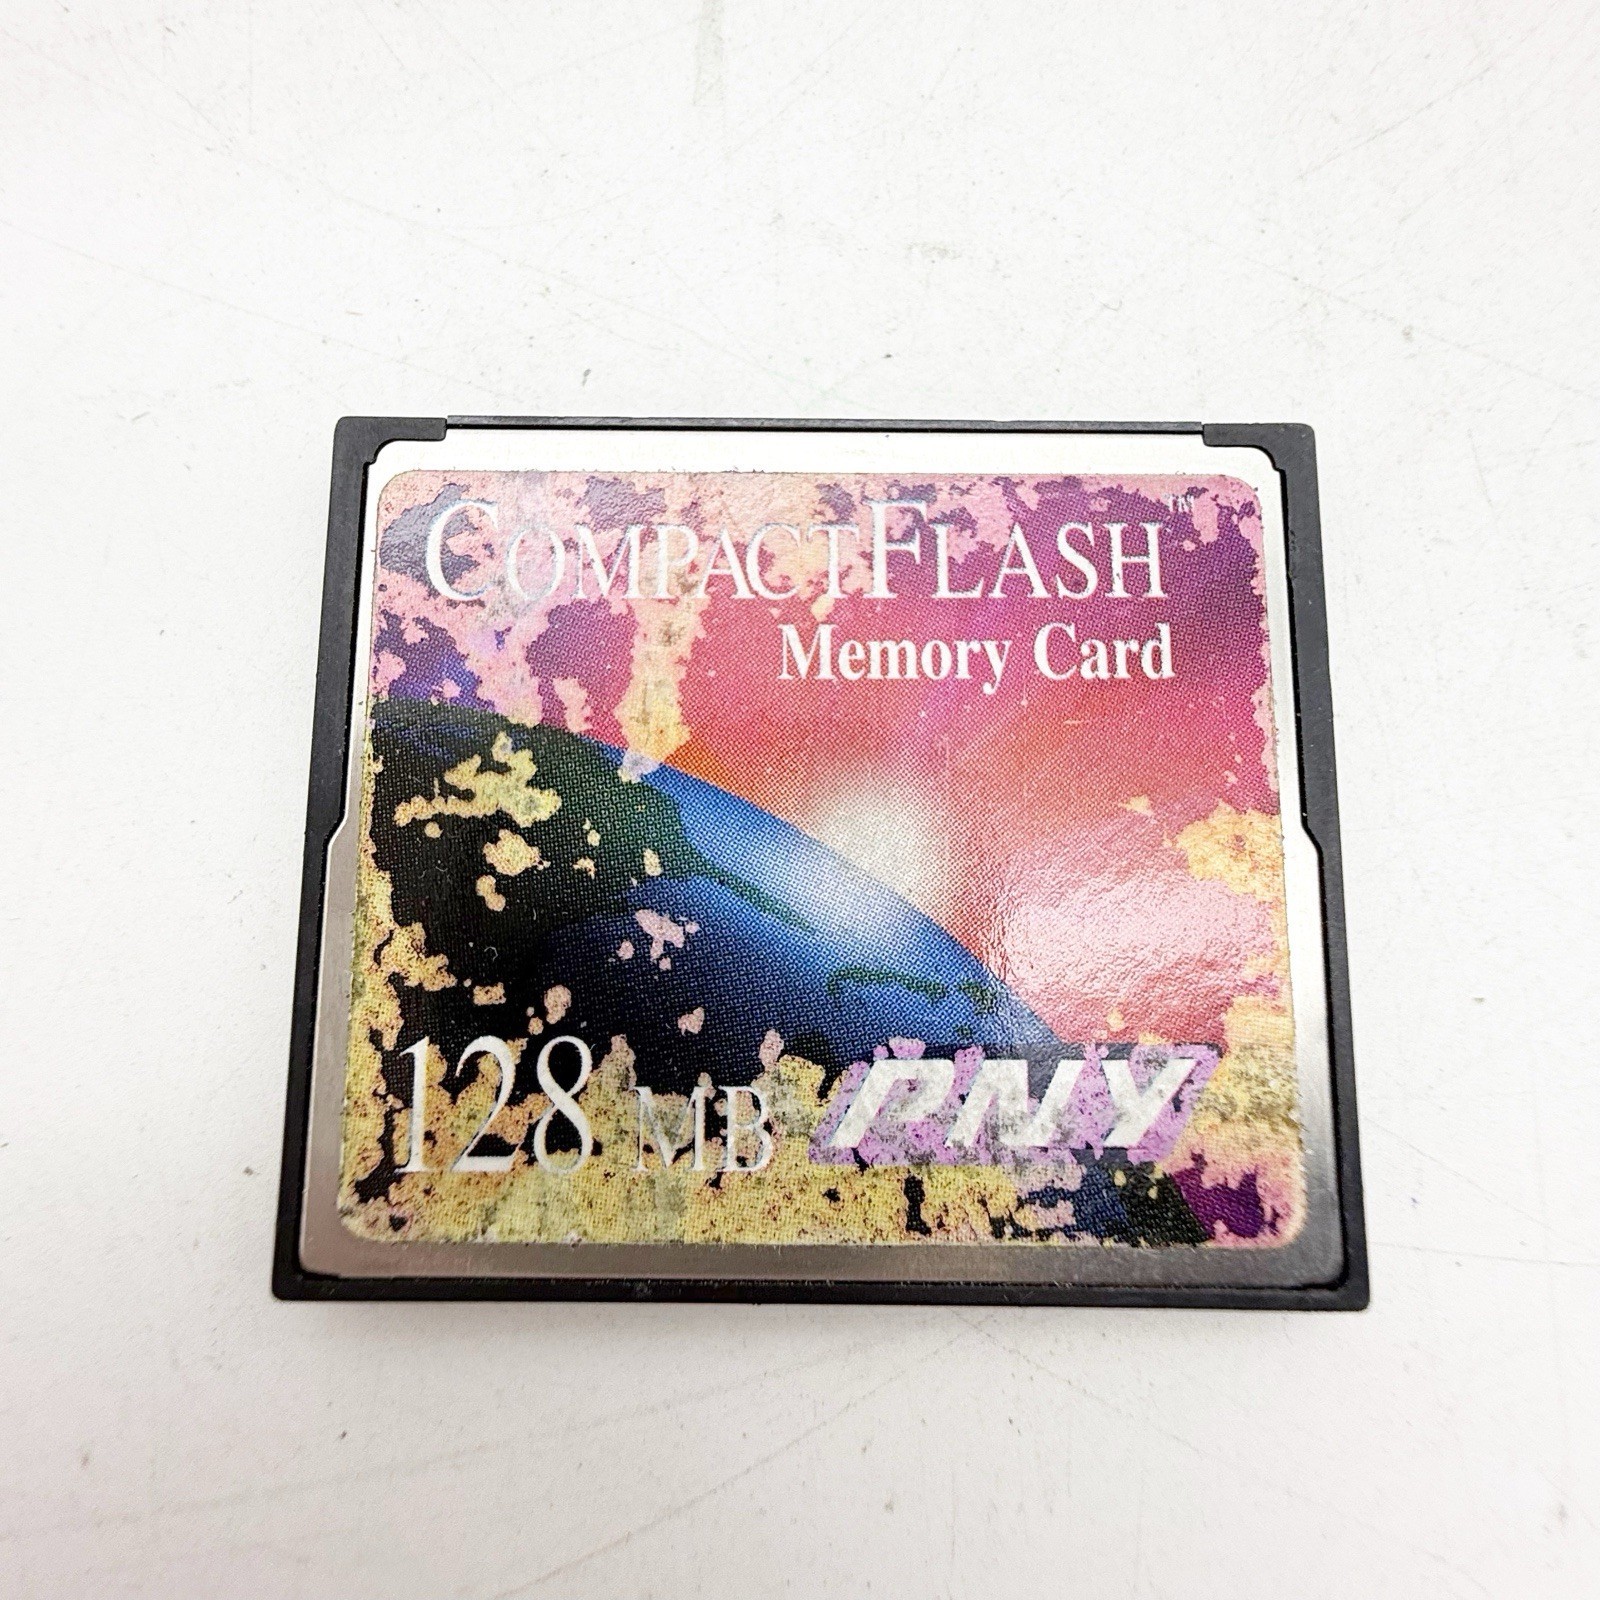 COMPACTFLASH™
Memory Card
128 MB
PNY